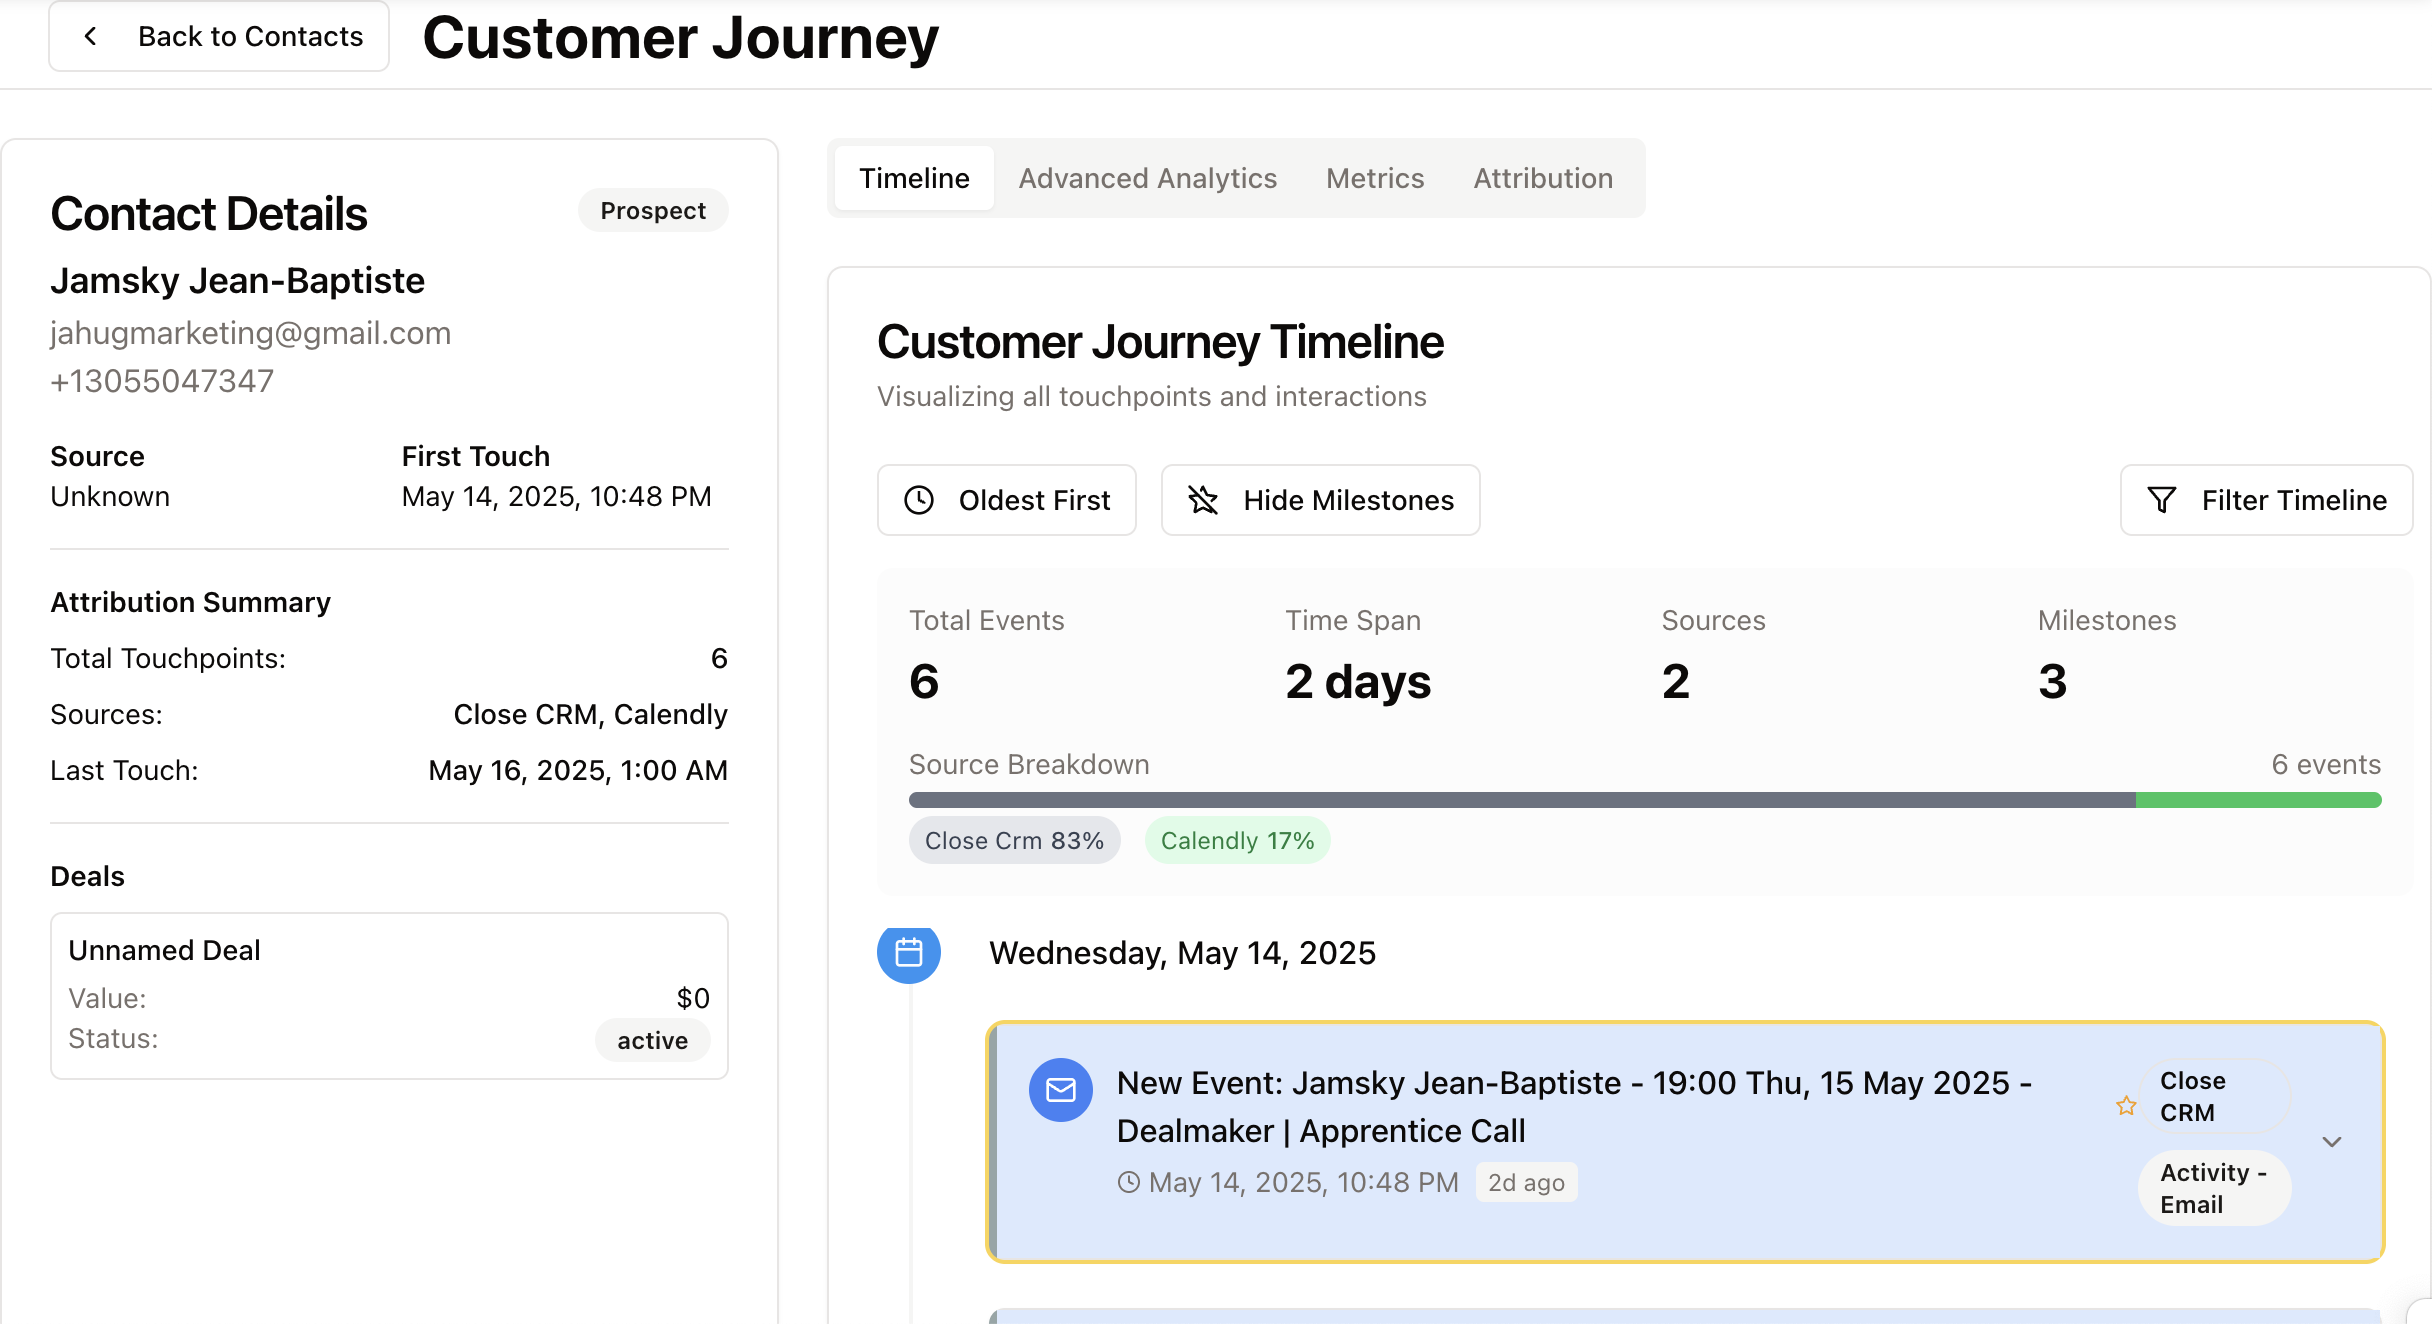 Back to Contacts
Customer Journey
Contact Details
Prospect
Jamsky Jean-Baptiste
jahugmarketing@gmail.com
+13055047347
Source
First Touch
Unknown
May 14, 2025, 10:48 PM
Attribution Summary
Total Touchpoints:
6
Sources:
Close CRM, Calendly
Last Touch:
May 16, 2025, 1:00 AM
Deals
Unnamed Deal
Value:
$0
Status:
active
Timeline
Advanced Analytics
Metrics
Attribution
Customer Journey Timeline
Visualizing all touchpoints and interactions
Oldest First
Hide Milestones
Filter Timeline
Total Events
6
Time Span
2 days
Sources
2
Milestones
3
Source Breakdown
6 events
Close Crm 83%
Calendly 17%
Wednesday, May 14, 2025
New Event: Jamsky Jean-Baptiste - 19:00 Thu, 15 May 2025 -
Dealmaker | Apprentice Call
May 14, 2025, 10:48 PM
2d ago
Close
CRM
Activity -
Email